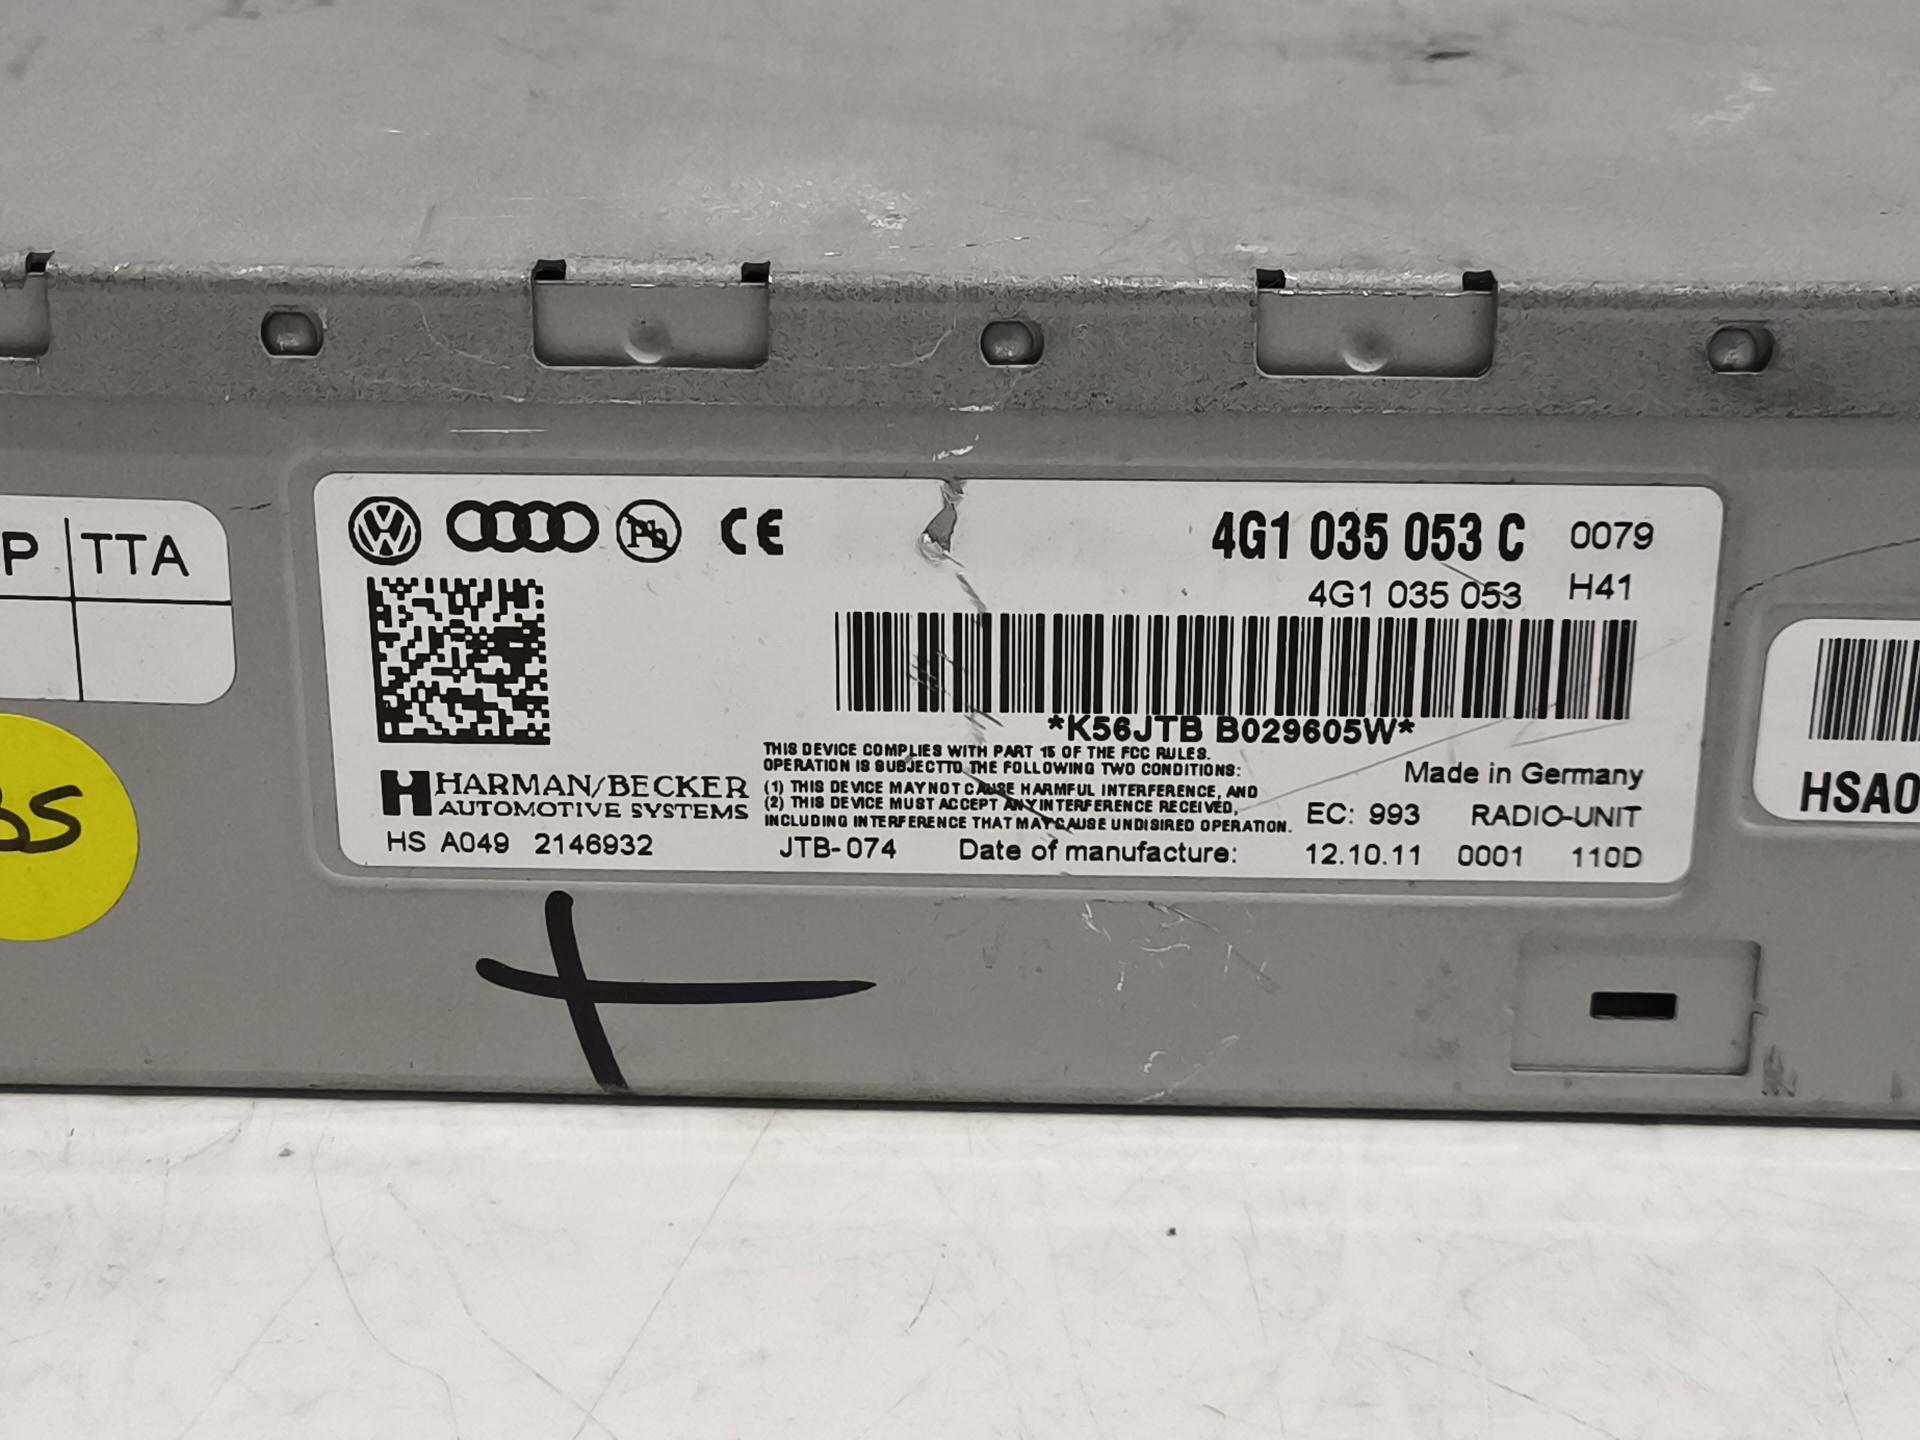 P TTA
BS
Pb CE
4G1 035 053 C 0079
4G1 035 053 H41
*K56JTB B029605W*
THIS DEVICE COMPLIES WITH PART 15 OF THE FCC RULES.
OPERATION IS SUBJECTTO THE FOLLOWING TWO CONDITIONS:
(1) THIS DEVICE MAY NOT CAUSE HARMFUL INTERFERENCE, AND
(2) THIS DEVICE MUST ACCEPT ANY INTERFERENCE RECEIVED,
INCLUDING INTERFERENCE THAT MAY CAUSE UNDISIRED OPERATION.
HARMAN/BECKER
AUTOMOTIVE SYSTEMS
Made in Germany
EC: 993 RADIO-UNIT
HS A049 2146932 JTB-074 Date of manufacture: 12.10.11 0001 110D
HSA0